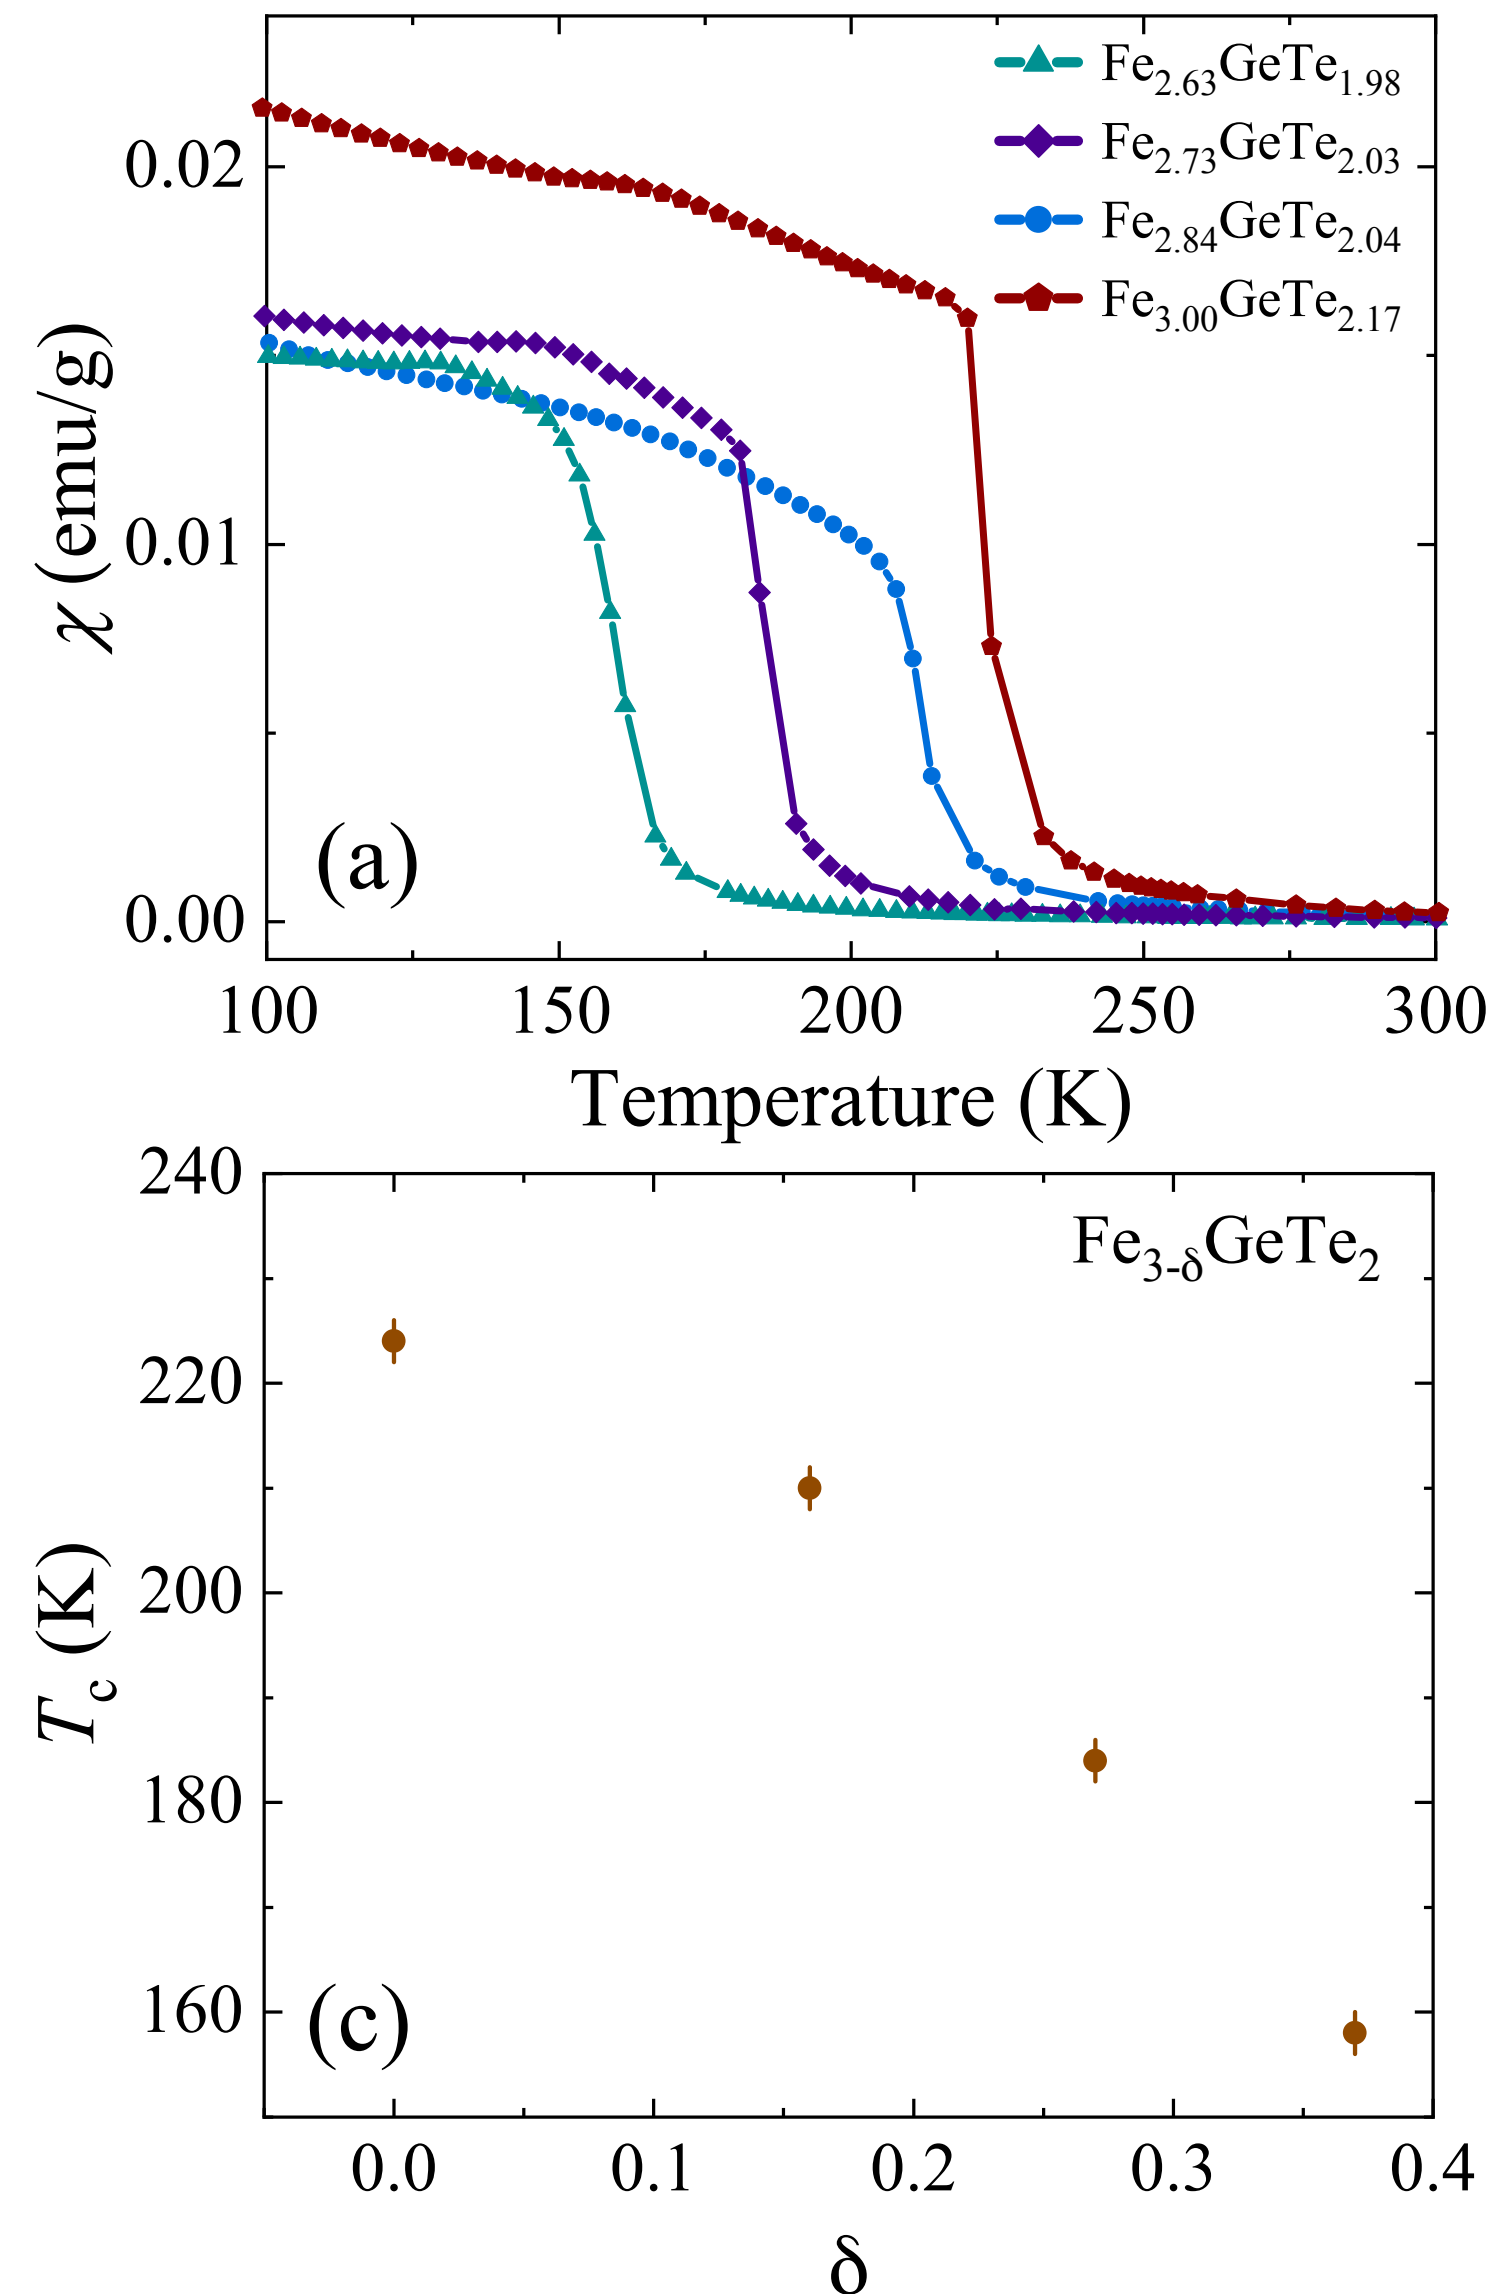 Fe2.63GeTe1.98
Fe2.73GeTe2.03
Fe2.84GeTe2.04
Fe3.00GeTe2.17
0.02
0.01
0.00
χ (emu/g)
(a)
100 150 200 250 300
Temperature (K)
240
220
200
180
160
Fe3-δGeTe2
Tc (K)
(c)
0.0 0.1 0.2 0.3 0.4
δ